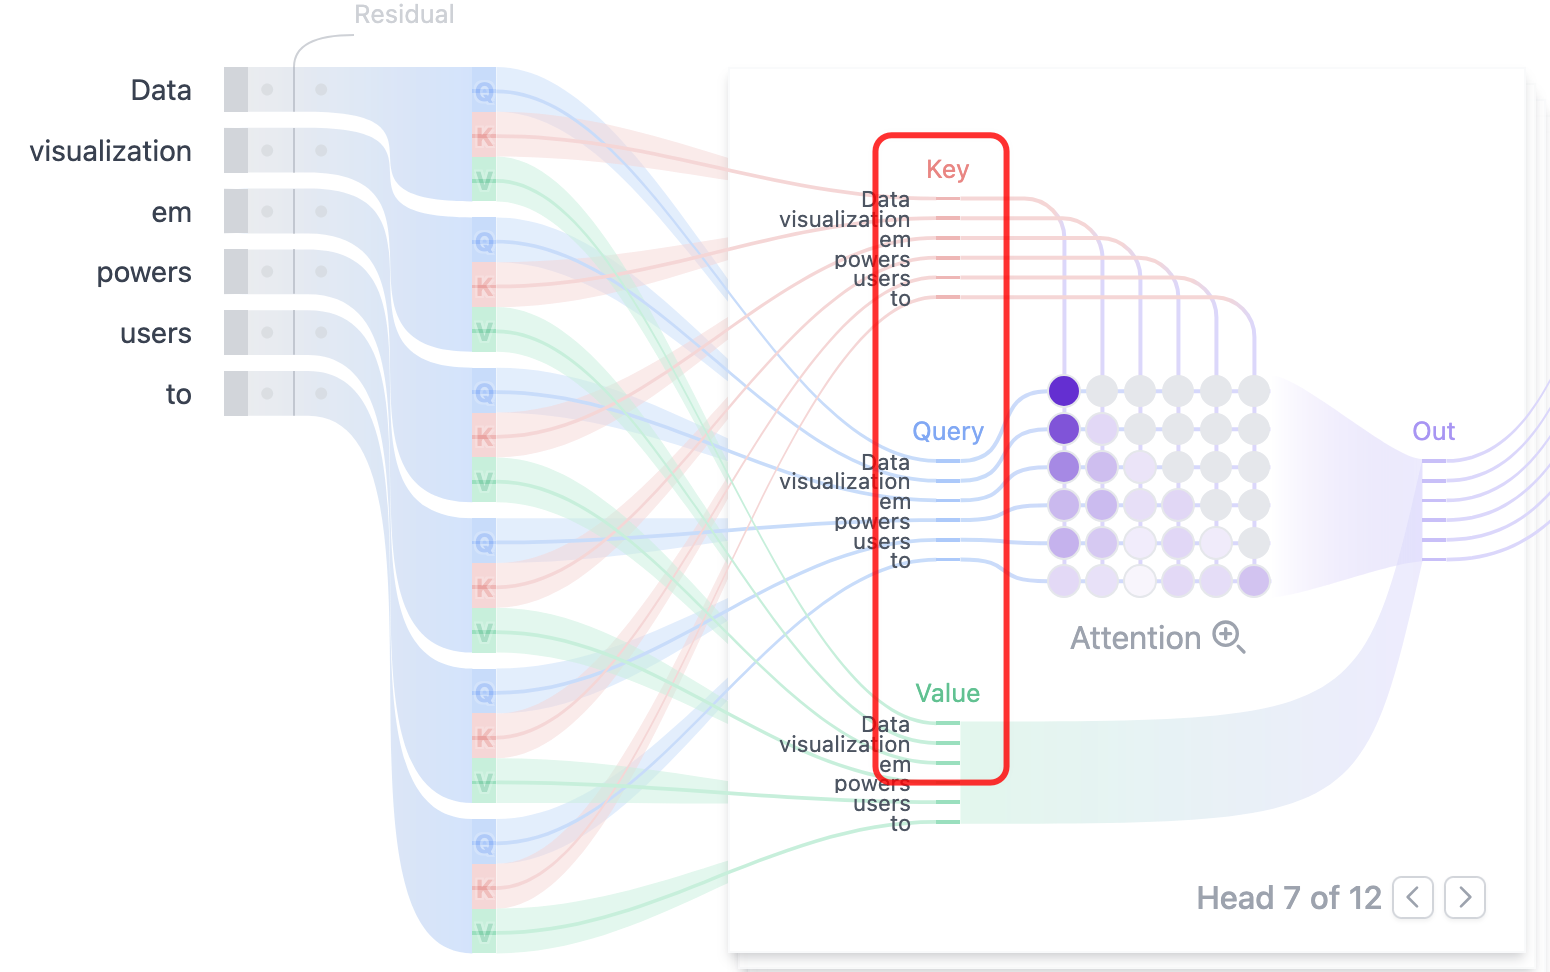 Residual
Data
visualization
em
powers
users
to
Q
K
V
Q
K
V
Q
K
V
Q
K
V
Q
K
V
Q
K
V
Key
Data
visualization
em
powers
users
to
Query
Data
visualization
em
powers
users
to
Value
Data
visualization
em
powers
users
to
Attention
Out
Head 7 of 12